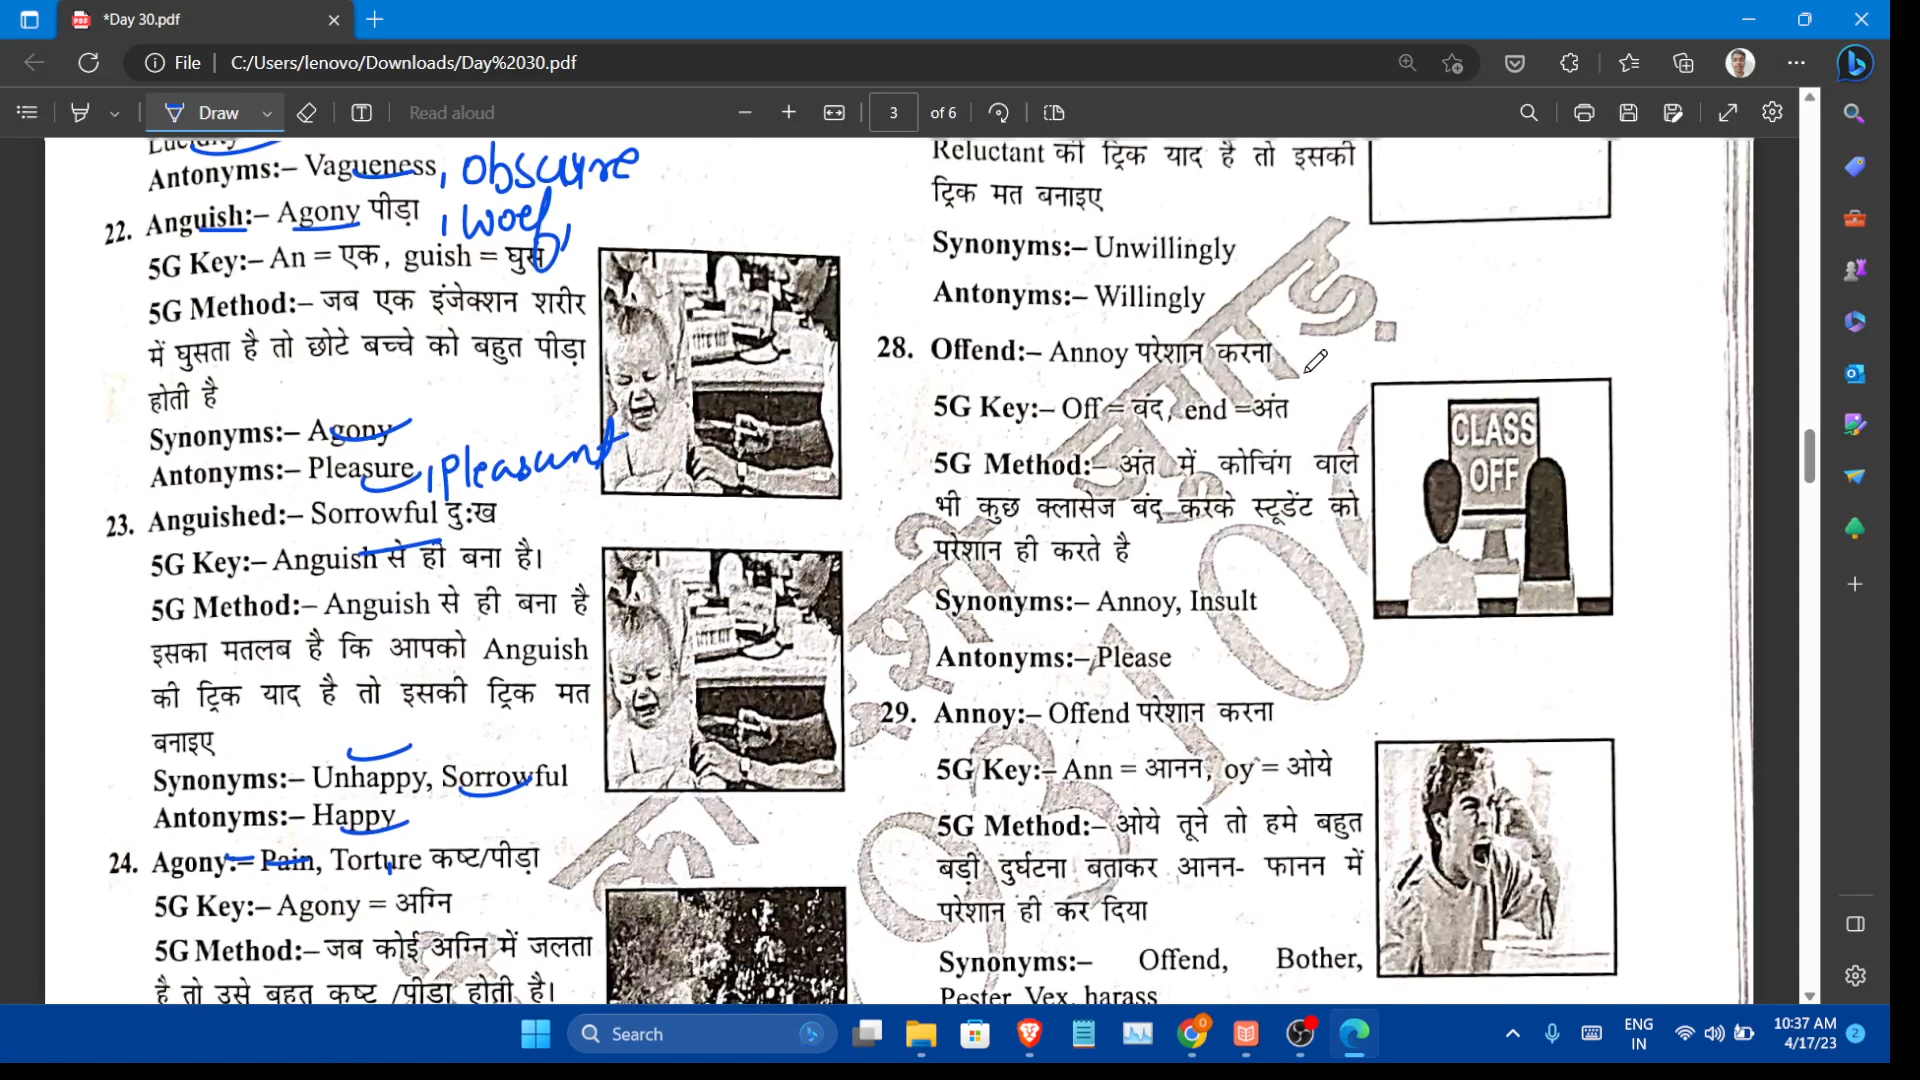 *Day 30.pdf
File
C:/Users/lenovo/Downloads/Day%2030.pdf
Draw
Read aloud
3
of 6
Antonyms:– Vagueness, obscure
22. Anguish:– Agony पीड़ा
5G Key:– An = एक, guish = घुस
5G Method:– जब एक इंजेक्शन शरीर
में घुसता है तो छोटे बच्चे को बहुत पीड़ा
होती है
Synonyms:– Agony
Antonyms:– Pleasure, pleasant
23. Anguished:– Sorrowful दु:ख
5G Key:– Anguish से ही बना है।
5G Method:– Anguish से ही बना है
इसका मतलब है कि आपको Anguish
की ट्रिक याद है तो इसकी ट्रिक मत
बनाइए
Synonyms:– Unhappy, Sorrowful
Antonyms:– Happy
24. Agony:– Pain, Torture कष्ट/पीड़ा
5G Key:– Agony = अग्नि
5G Method:– जब कोई अग्नि में जलता
है तो उसे बहुत कष्ट /पीड़ा होती है।
Reluctant की ट्रिक याद है तो इसकी
ट्रिक मत बनाइए
Synonyms:– Unwillingly
Antonyms:– Willingly
28. Offend:– Annoy परेशान करना
5G Key:– Off = बंद, end =अंत
5G Method:– अंत में कोचिंग वाले
भी कुछ क्लासेज बंद करके स्टूडेंट को
परेशान ही करते है
Synonyms:– Annoy, Insult
Antonyms:– Please
CLASS
OFF
29. Annoy:– Offend परेशान करना
5G Key:– Ann = आनन, oy = ओये
5G Method:– ओये तूने तो हमे बहुत
बड़ी दुर्घटना बताकर आनन- फानन में
परेशान ही कर दिया
Synonyms:– Offend, Bother,
Pester, Vex, harass
Search
ENG
IN
10:37 AM
4/17/23
2